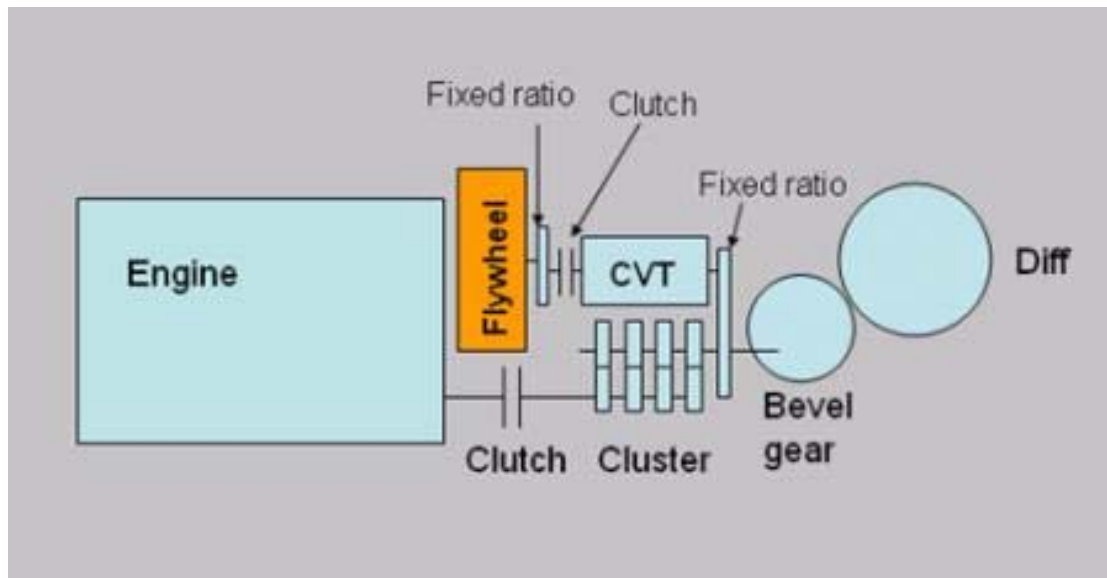 Fixed ratio
Clutch
Fixed ratio
Engine
Flywheel
CVT
Diff
Bevel
gear
Clutch
Cluster